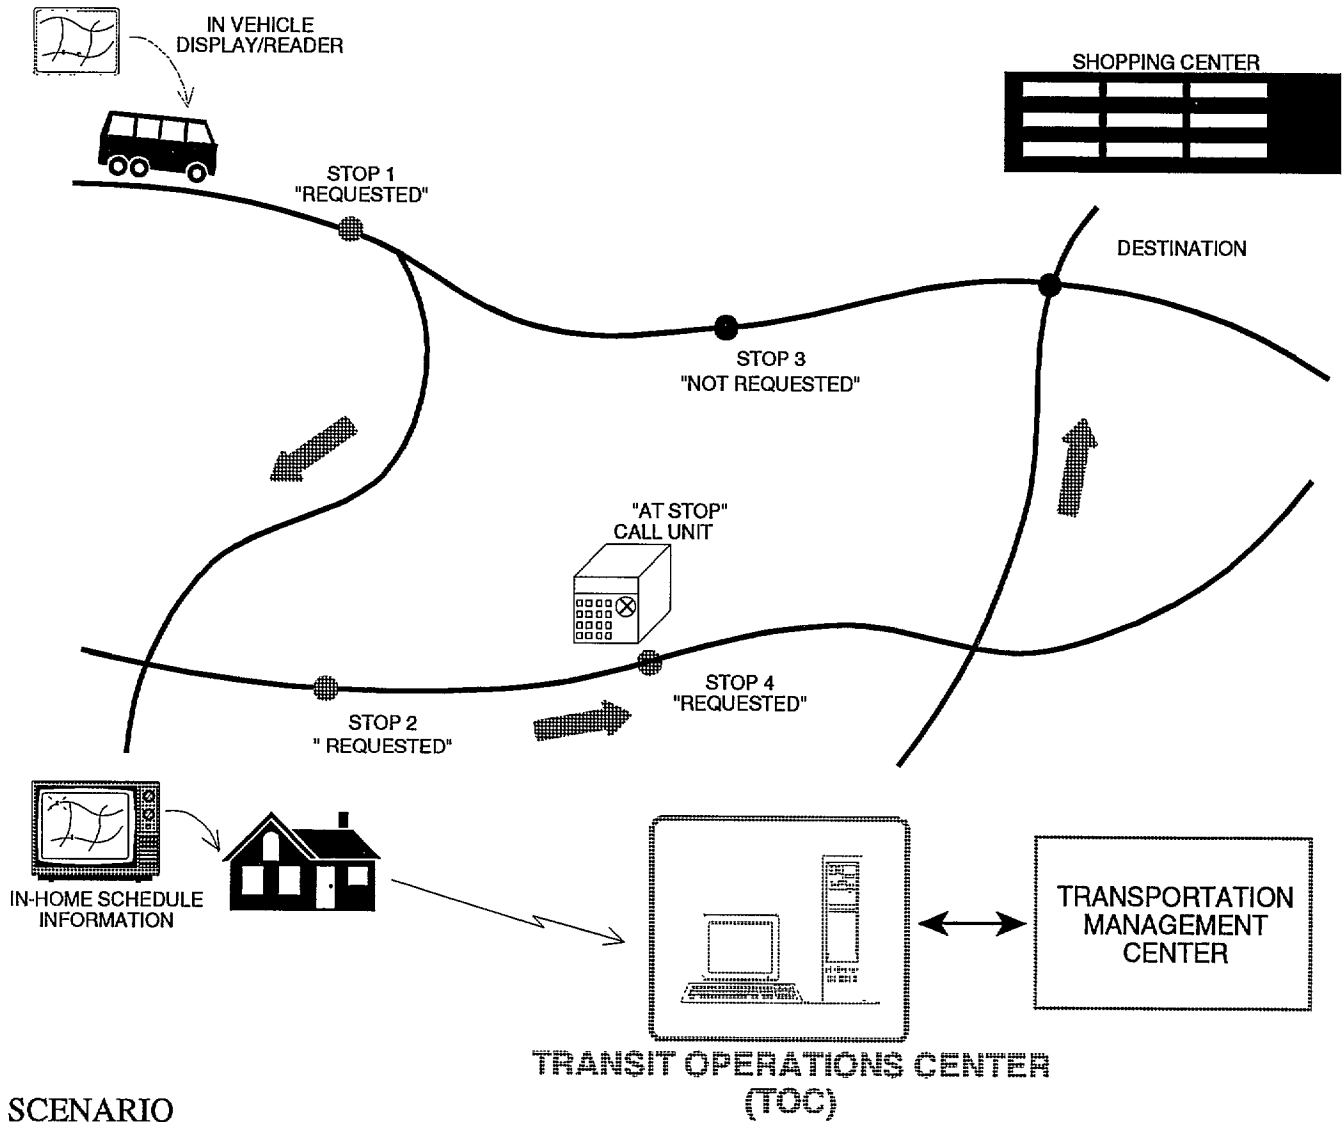 IN VEHICLE
DISPLAY/READER
SHOPPING CENTER
STOP 1
"REQUESTED"
DESTINATION
STOP 3
"NOT REQUESTED"
"AT STOP"
CALL UNIT
STOP 4
"REQUESTED"
STOP 2
" REQUESTED"
IN-HOME SCHEDULE
INFORMATION
TRANSPORTATION
MANAGEMENT
CENTER
TRANSIT OPERATIONS CENTER
(TOC)
SCENARIO